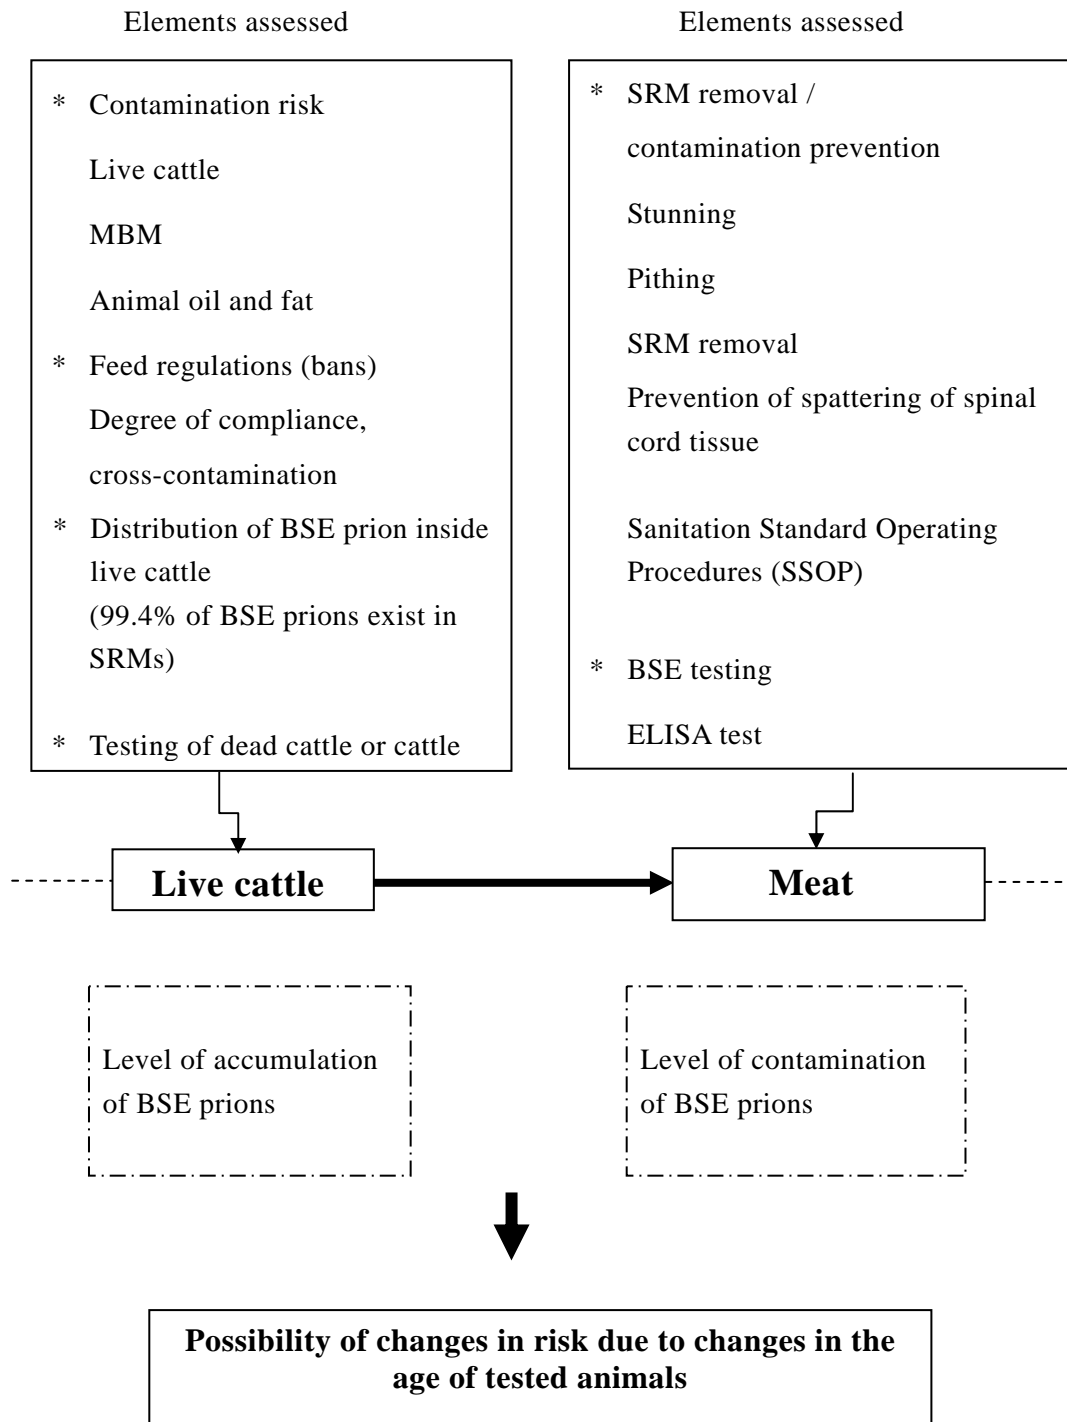 Elements assessed
* Contamination risk
Live cattle
MBM
Animal oil and fat
* Feed regulations (bans)
Degree of compliance,
cross-contamination
* Distribution of BSE prion inside
live cattle
(99.4% of BSE prions exist in
SRMs)
* Testing of dead cattle or cattle
Elements assessed
* SRM removal /
contamination prevention
Stunning
Pithing
SRM removal
Prevention of spattering of spinal
cord tissue
Sanitation Standard Operating
Procedures (SSOP)
* BSE testing
ELISA test
Live cattle
Meat
Level of accumulation
of BSE prions
Level of contamination
of BSE prions
Possibility of changes in risk due to changes in the
age of tested animals